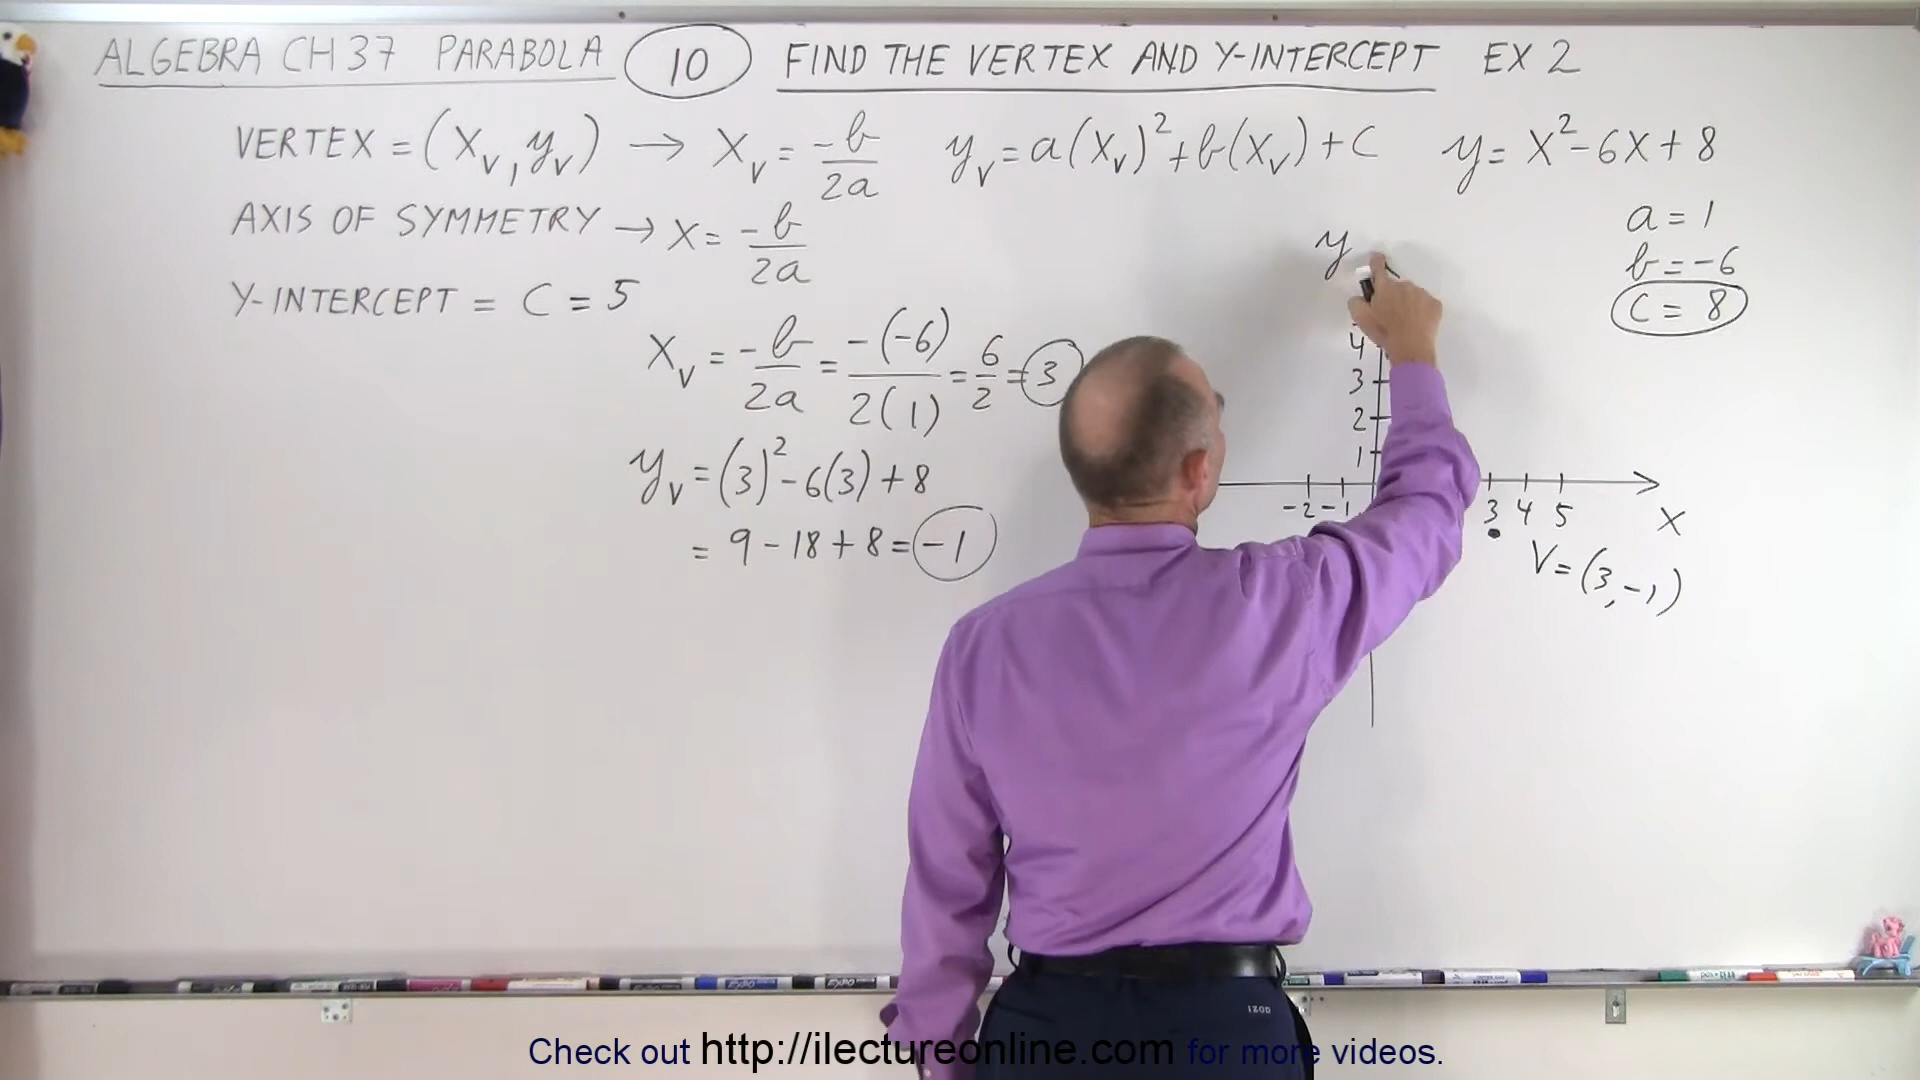 ALGEBRA CH 37 PARABOLA 10 FIND THE VERTEX AND Y-INTERCEPT EX 2
VERTEX = (Xv, yv) → Xv = -b/2a yv = a(Xv)² + b(Xv) + C y = X² - 6X + 8
AXIS OF SYMMETRY → X = -b/2a
a = 1
b = -6
Y-INTERCEPT = C = 5
C = 8
Xv = -b/2a = -(-6)/2(1) = 6/2 = 3
yv = (3)² - 6(3) + 8
= 9 - 18 + 8 = -1
y
4
3
2
1
-2 -1 3 4 5 X
V = (3, -1)
Check out http://ilectureonline.com for more videos.